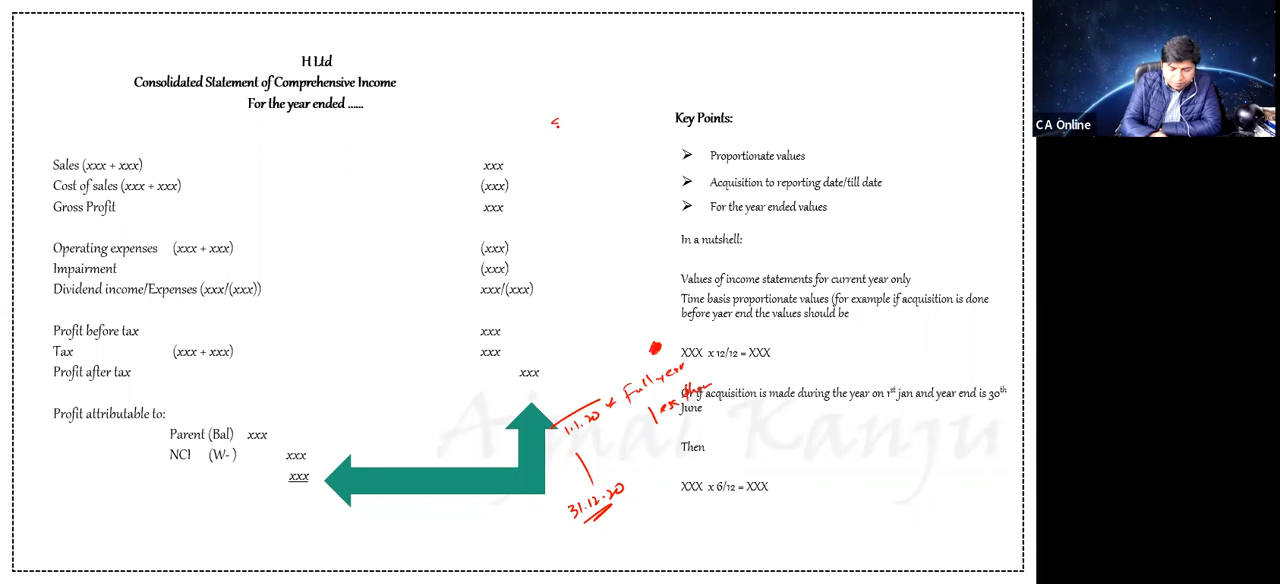 H Ltd
Consolidated Statement of Comprehensive Income
For the year ended ......
Sales (xxx + xxx) xxx
Cost of sales (xxx + xxx) (xxx)
Gross Profit xxx
Operating expenses (xxx + xxx) (xxx)
Impairment (xxx)
Dividend income/Expenses (xxx/(xxx)) xxx/(xxx)
Profit before tax xxx
Tax (xxx + xxx) xxx
Profit after tax xxx
Profit attributable to:
Parent (Bal) xxx
NCI (W- ) xxx
xxx
1.1.20
Full year
less than
31.12.20
Key Points:
➢ Proportionate values
➢ Acquisition to reporting date/till date
➢ For the year ended values
In a nutshell:
Values of income statements for current year only
Time basis proportionate values (for example if acquisition is done
before yaer end the values should be
XXX x 12/12 = XXX
Or if acquisition is made during the year on 1st jan and year end is 30th
June
Then
XXX x 6/12 = XXX
Ajmal Kanju
C A Online